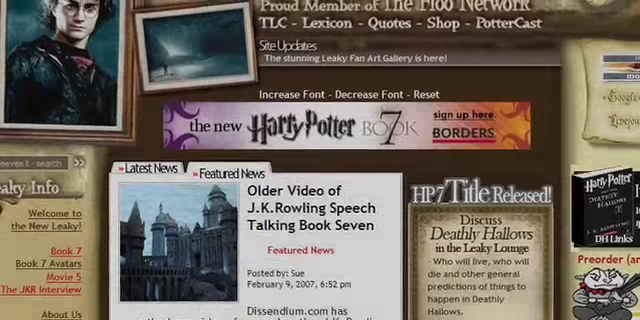 Proud Member of The Floo Network
TLC - Lexicon - Quotes - Shop - PotterCast
Site Updates
The stunning Leaky Fan Art Gallery is here!
Increase Font - Decrease Font - Reset
the new Harry Potter BOOK 7
sign up here.
BORDERS.
- search »
Leaky Info
Welcome to
the New Leaky!
Book 7
Book 7 Avatars
Movie 5
The JKR Interview
About Us
» Latest News
» Featured News
Older Video of
J.K.Rowling Speech
Talking Book Seven
Featured News
Posted by: Sue
February 9, 2007, 6:52 pm
Dissendium.com has
HP7 Title Released!
Discuss
Deathly Hallows
in the Leaky Lounge
- Who will live, who will
die and other general
predictions of things to
happen in Deathly
Hallows.
Harry Potter
DEATHLY
HALLOWS
DH Links
Preorder (an